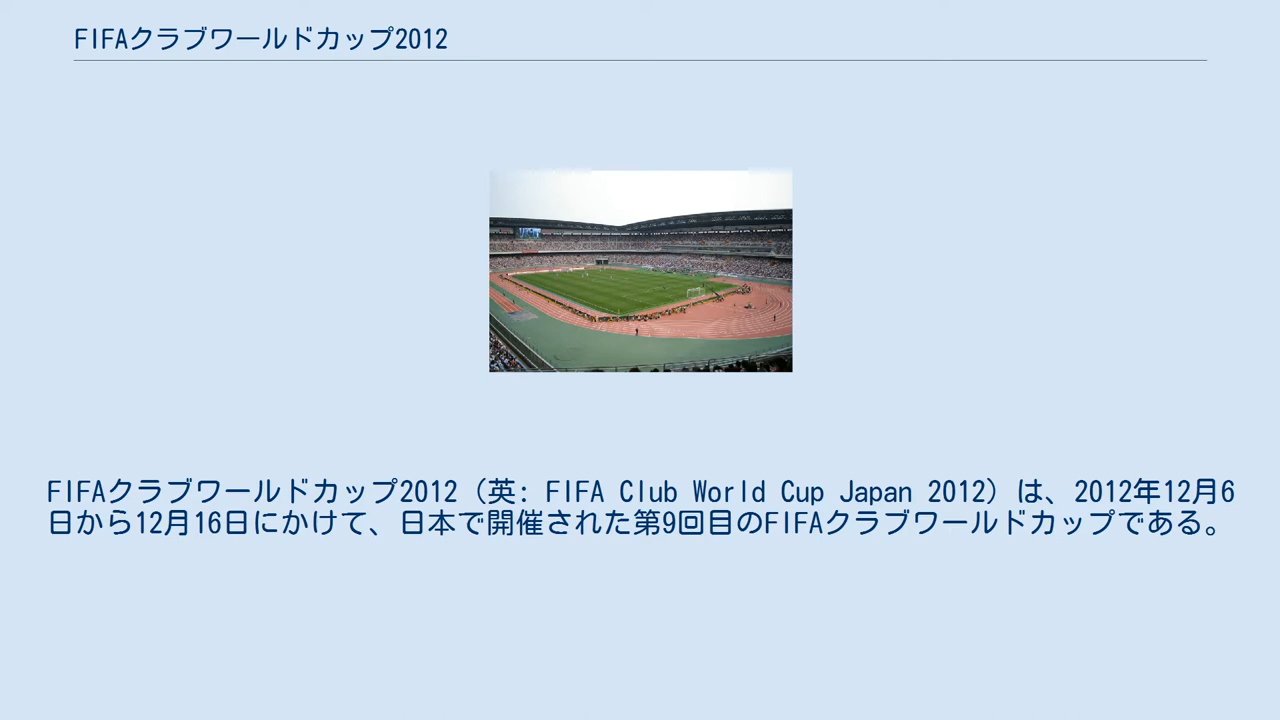 FIFAクラブワールドカップ2012
FIFAクラブワールドカップ2012（英: FIFA Club World Cup Japan 2012）は、2012年12月6
日から12月16日にかけて、日本で開催された第9回目のFIFAクラブワールドカップである。